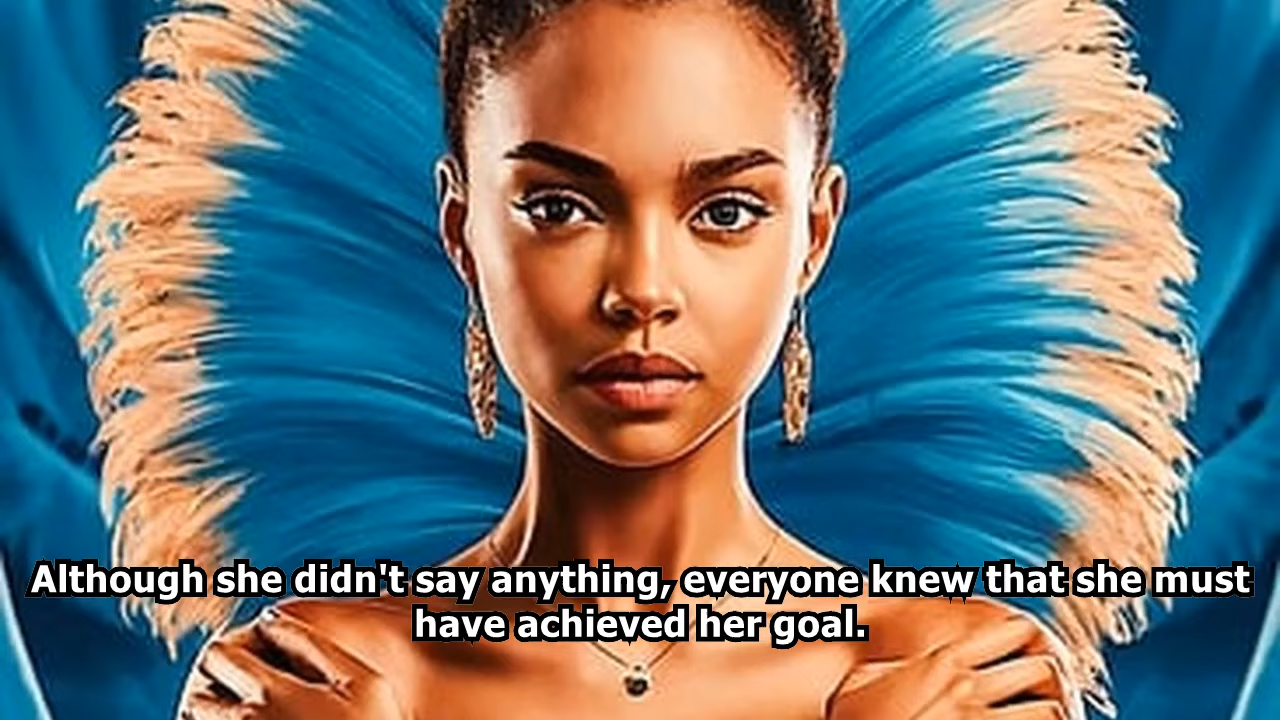 Although she didn't say anything, everyone knew that she must
have achieved her goal.